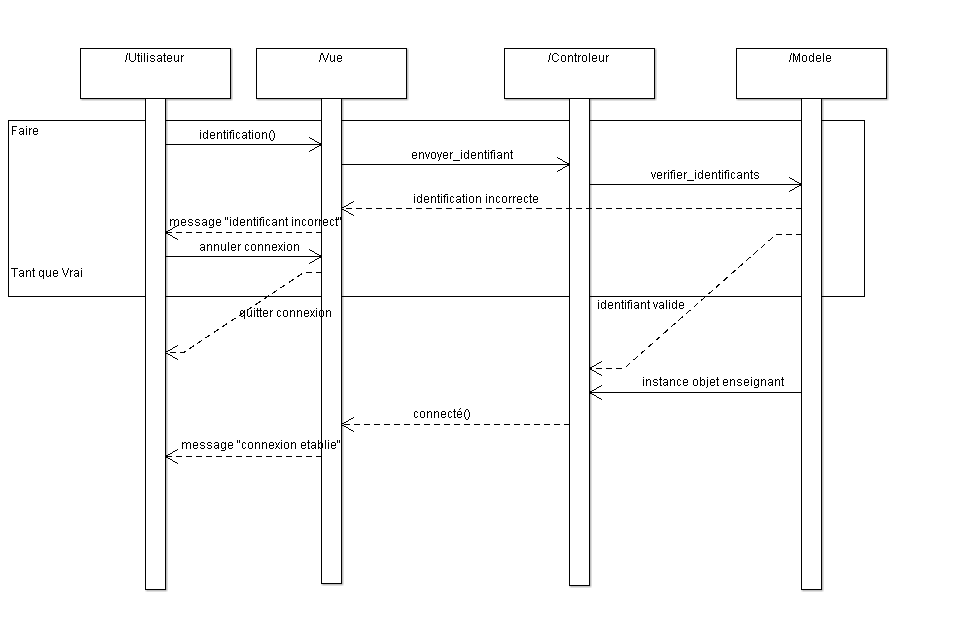 /Utilisateur
/Vue
/Controleur
/Modele
Faire
identification()
envoyer_identifiant
verifier_identificants
identification incorrecte
message "identificant incorrect"
annuler connexion
Tant que Vrai
quitter connexion
identifiant valide
instance objet enseignant
connecté()
message "connexion etablie"